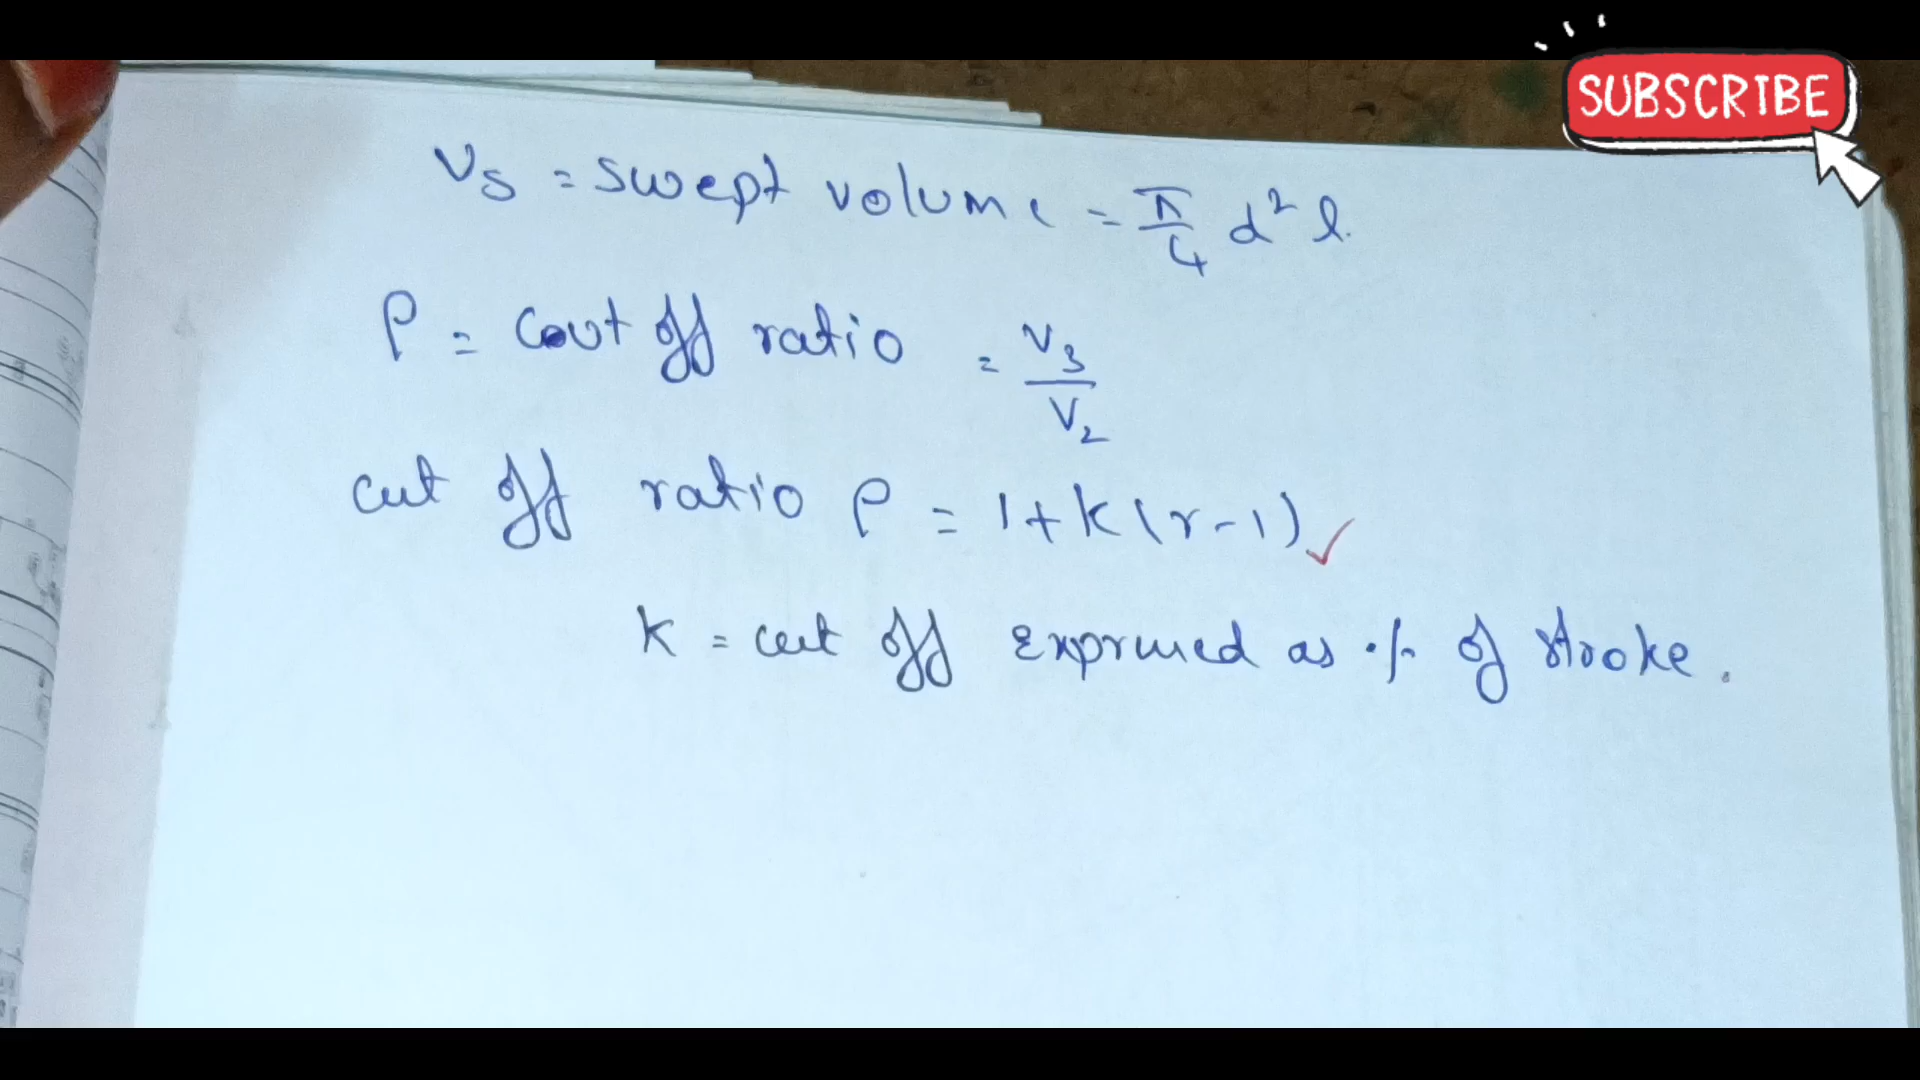 SUBSCRIBE
Vs = swept volume = π/4 d² l.
ρ = Cout off ratio = V3/V2
cut off ratio ρ = 1+k(r-1) ✓
k = cut off Expressed as % of stroke.